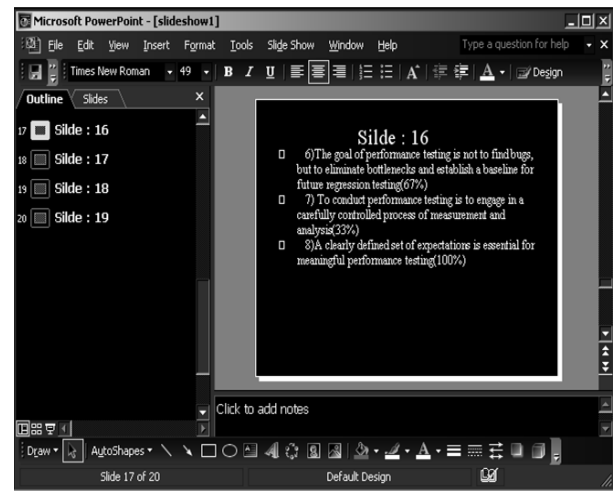 Microsoft PowerPoint - [slideshow1]
File Edit View Insert Format Tools Slide Show Window Help Type a question for help
Times New Roman 49 B I U A A Design
Outline Slides
17 Silde : 16
18 Silde : 17
19 Silde : 18
20 Silde : 19
Silde : 16
6)The goal of performance testing is not to find bugs,
but to eliminate bottlenecks and establish a baseline for
future regression testing(67%)
7) To conduct performance testing is to engage in a
carefully controlled process of measurement and
analysis(33%)
8)A clearly defined set of expectations is essential for
meaningful performance testing(100%)
Click to add notes
Draw AutoShapes A A
Slide 17 of 20 Default Design